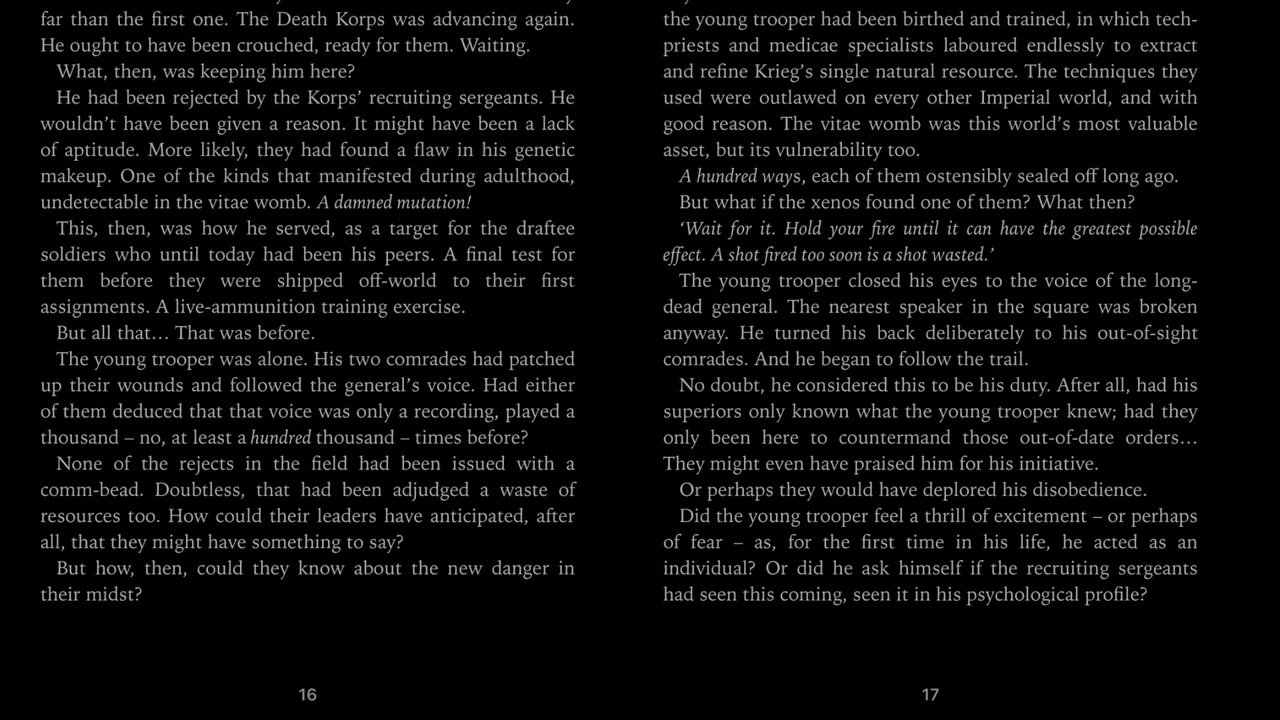 far than the first one. The Death Korps was advancing again.
He ought to have been crouched, ready for them. Waiting.
What, then, was keeping him here?
He had been rejected by the Korps’ recruiting sergeants. He
wouldn’t have been given a reason. It might have been a lack
of aptitude. More likely, they had found a flaw in his genetic
makeup. One of the kinds that manifested during adulthood,
undetectable in the vitae womb. A damned mutation!
This, then, was how he served, as a target for the draftee
soldiers who until today had been his peers. A final test for
them before they were shipped off-world to their first
assignments. A live-ammunition training exercise.
But all that… That was before.
The young trooper was alone. His two comrades had patched
up their wounds and followed the general’s voice. Had either
of them deduced that that voice was only a recording, played a
thousand – no, at least a hundred thousand – times before?
None of the rejects in the field had been issued with a
comm-bead. Doubtless, that had been adjudged a waste of
resources too. How could their leaders have anticipated, after
all, that they might have something to say?
But how, then, could they know about the new danger in
their midst?
16
the young trooper had been birthed and trained, in which tech-
priests and medicae specialists laboured endlessly to extract
and refine Krieg’s single natural resource. The techniques they
used were outlawed on every other Imperial world, and with
good reason. The vitae womb was this world’s most valuable
asset, but its vulnerability too.
A hundred ways, each of them ostensibly sealed off long ago.
But what if the xenos found one of them? What then?
‘Wait for it. Hold your fire until it can have the greatest possible
effect. A shot fired too soon is a shot wasted.’
The young trooper closed his eyes to the voice of the long-
dead general. The nearest speaker in the square was broken
anyway. He turned his back deliberately to his out-of-sight
comrades. And he began to follow the trail.
No doubt, he considered this to be his duty. After all, had his
superiors only known what the young trooper knew; had they
only been here to countermand those out-of-date orders…
They might even have praised him for his initiative.
Or perhaps they would have deplored his disobedience.
Did the young trooper feel a thrill of excitement – or perhaps
of fear – as, for the first time in his life, he acted as an
individual? Or did he ask himself if the recruiting sergeants
had seen this coming, seen it in his psychological profile?
17